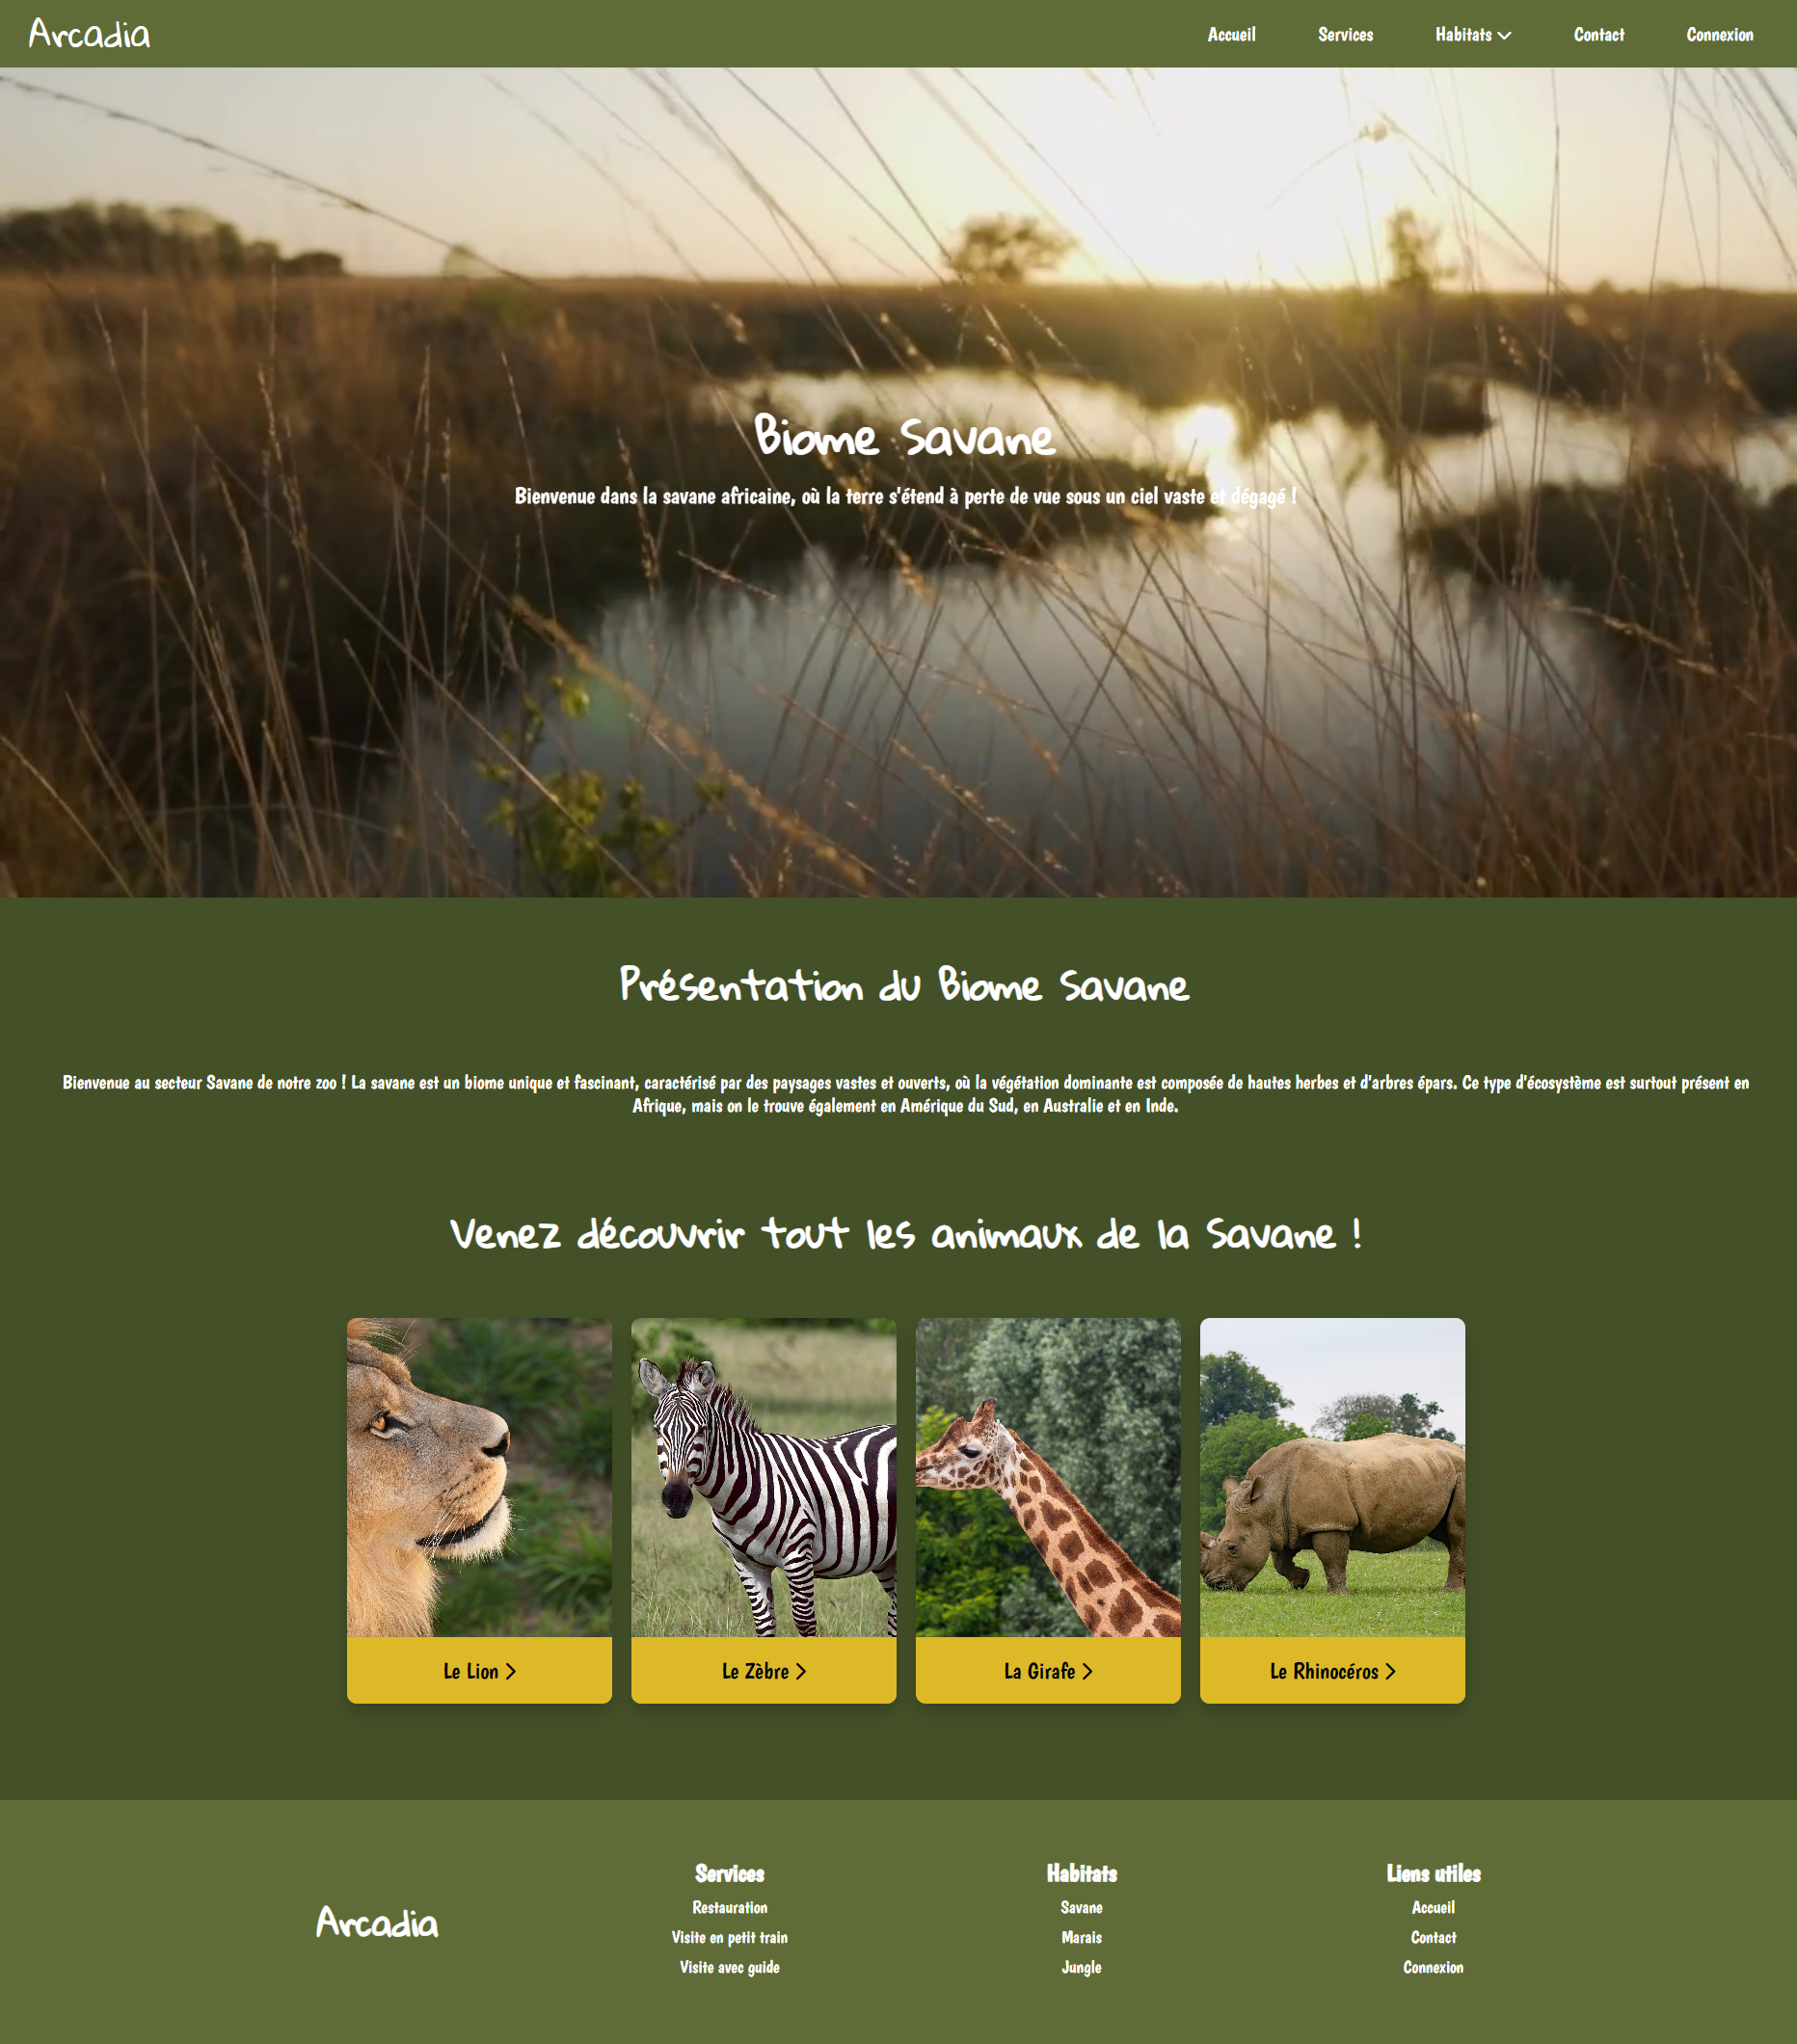 Arcadia
Accueil Services Habitats Contact Connexion
Biome Savane
Bienvenue dans la savane africaine, où la terre s'étend à perte de vue sous un ciel vaste et dégagé !
Présentation du Biome Savane
Bienvenue au secteur Savane de notre zoo ! La savane est un biome unique et fascinant, caractérisé par des paysages vastes et ouverts, où la végétation dominante est composée de hautes herbes et d'arbres épars. Ce type d'écosystème est surtout présent en
Afrique, mais on le trouve également en Amérique du Sud, en Australie et en Inde.
Venez découvrir tout les animaux de la Savane !
Le Lion
Le Zèbre
La Girafe
Le Rhinocéros
Arcadia
Services
Restauration
Visite en petit train
Visite avec guide
Habitats
Savane
Marais
Jungle
Liens utiles
Accueil
Contact
Connexion